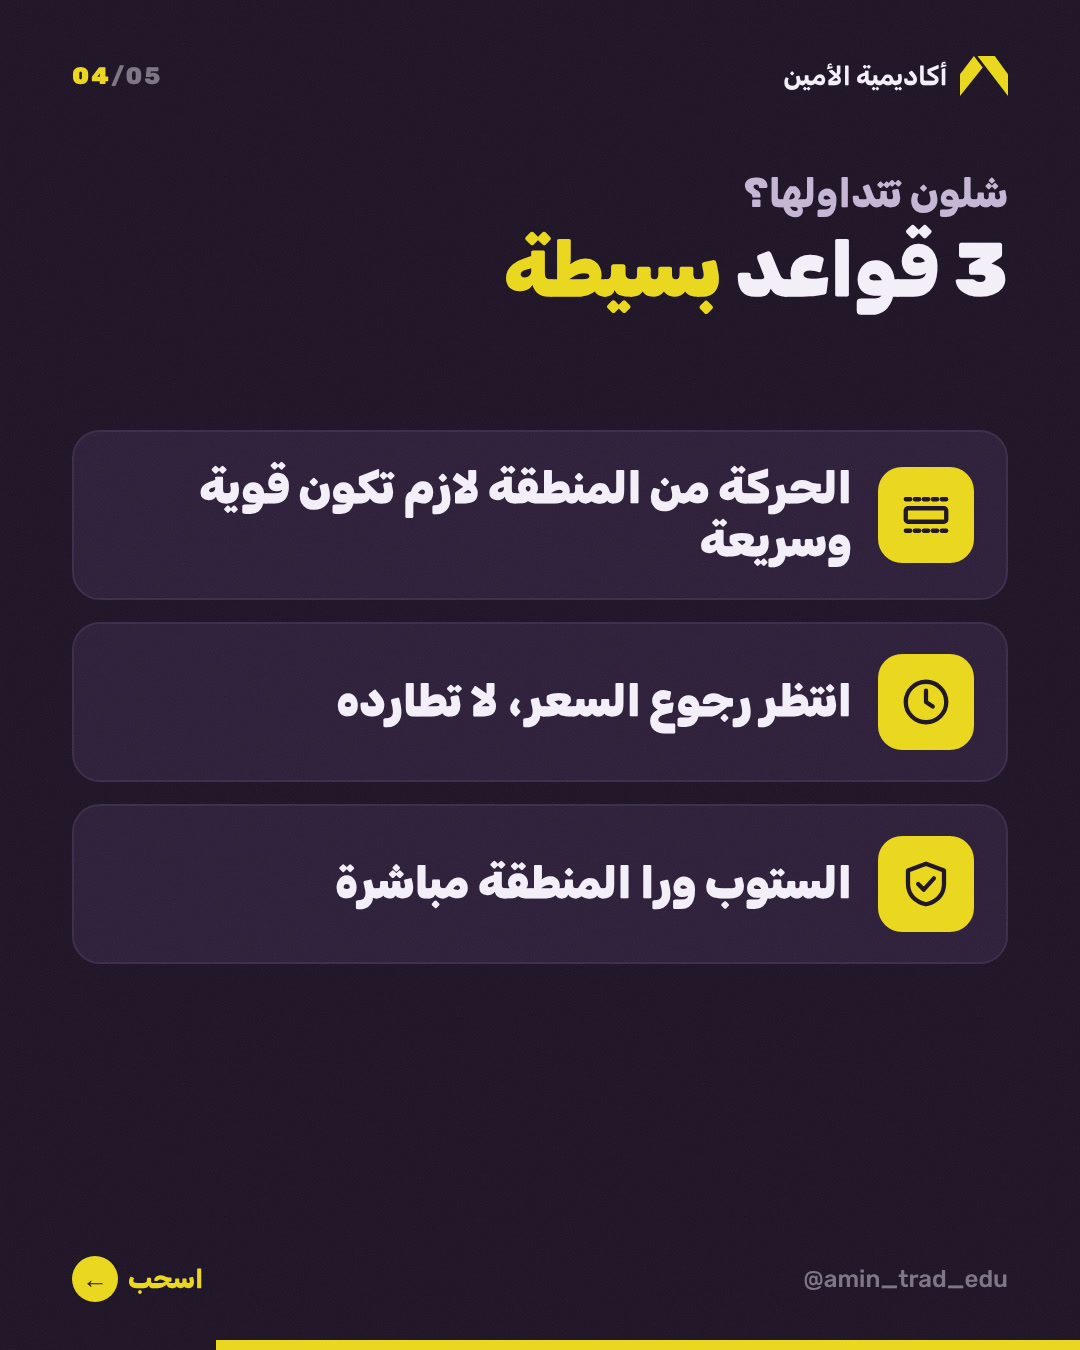 أكاديمية الأمين
04/05
شلون تتداولها؟
3 قواعد بسيطة
الحركة من المنطقة لازم تكون قوية
وسريعة
انتظر رجوع السعر، لا تطارده
الستوب ورا المنطقة مباشرة
@amin_trad_edu
اسحب ←